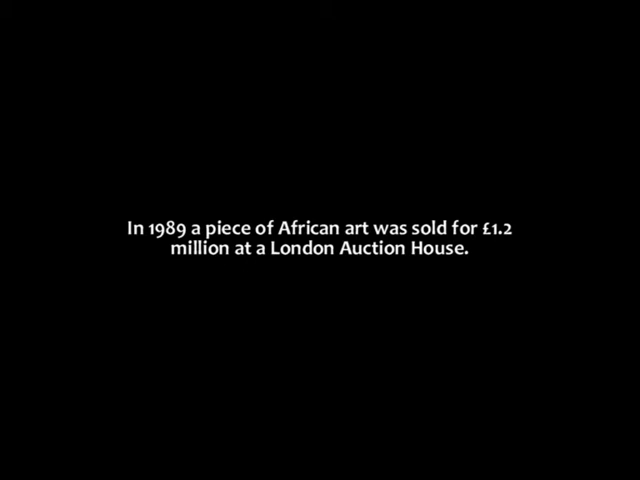 In 1989 a piece of African art was sold for £1.2
million at a London Auction House.